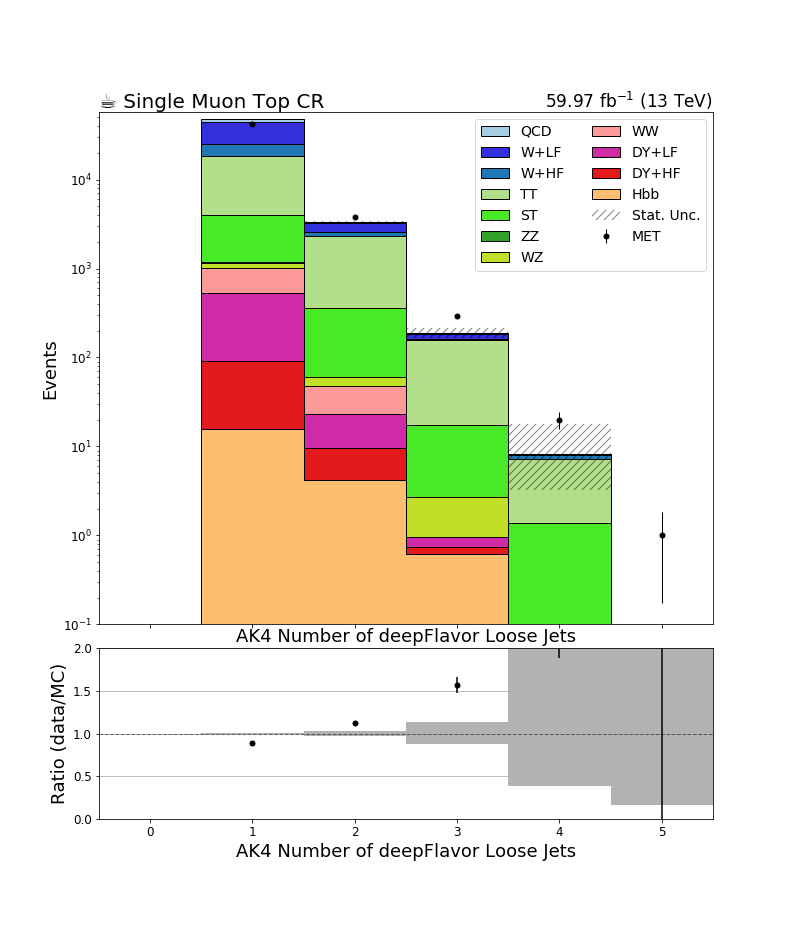 ☕ Single Muon Top CR 59.97 fb⁻¹ (13 TeV)
QCD WW
W+LF DY+LF
W+HF DY+HF
TT Hbb
ST Stat. Unc.
ZZ MET
WZ
Events
10⁴
10³
10²
10¹
10⁰
10⁻¹
AK4 Number of deepFlavor Loose Jets
Ratio (data/MC)
2.0
1.5
1.0
0.5
0.0
0 1 2 3 4 5
AK4 Number of deepFlavor Loose Jets